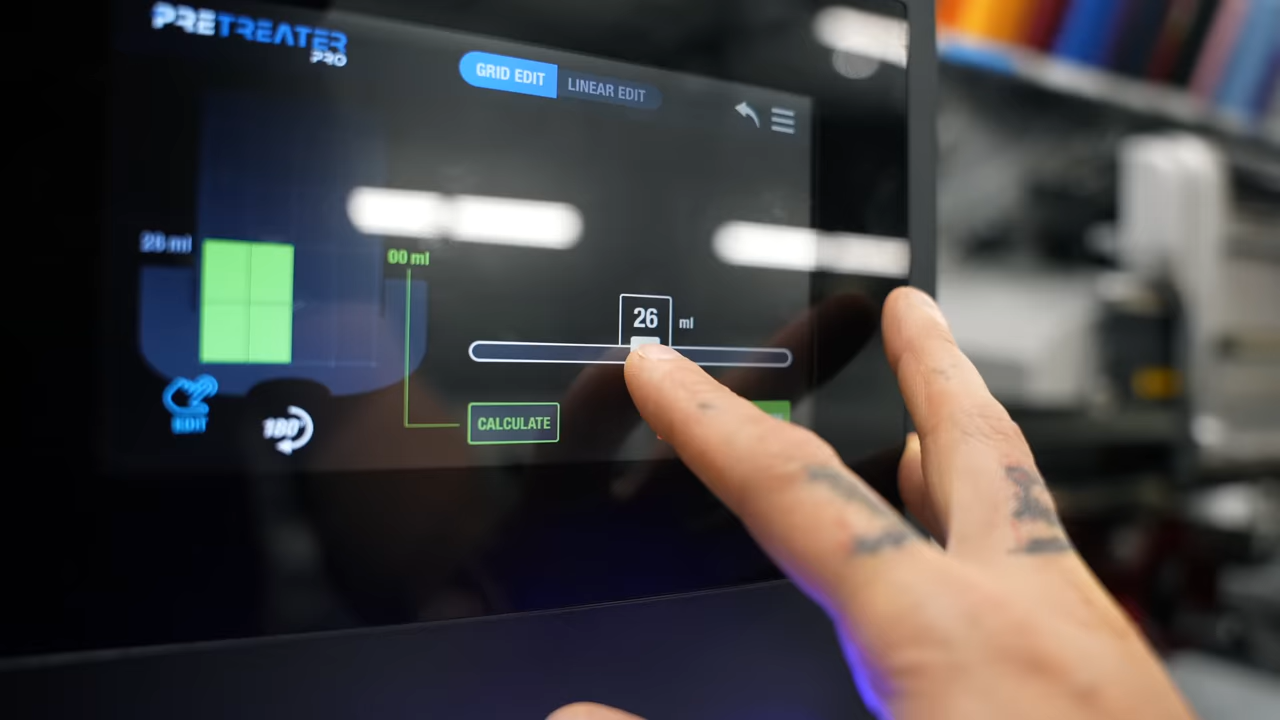 PRETREATER
PRO
GRID EDIT
LINEAR EDIT
26 ml
00 ml
26 ml
CALCULATE
EDIT
180°